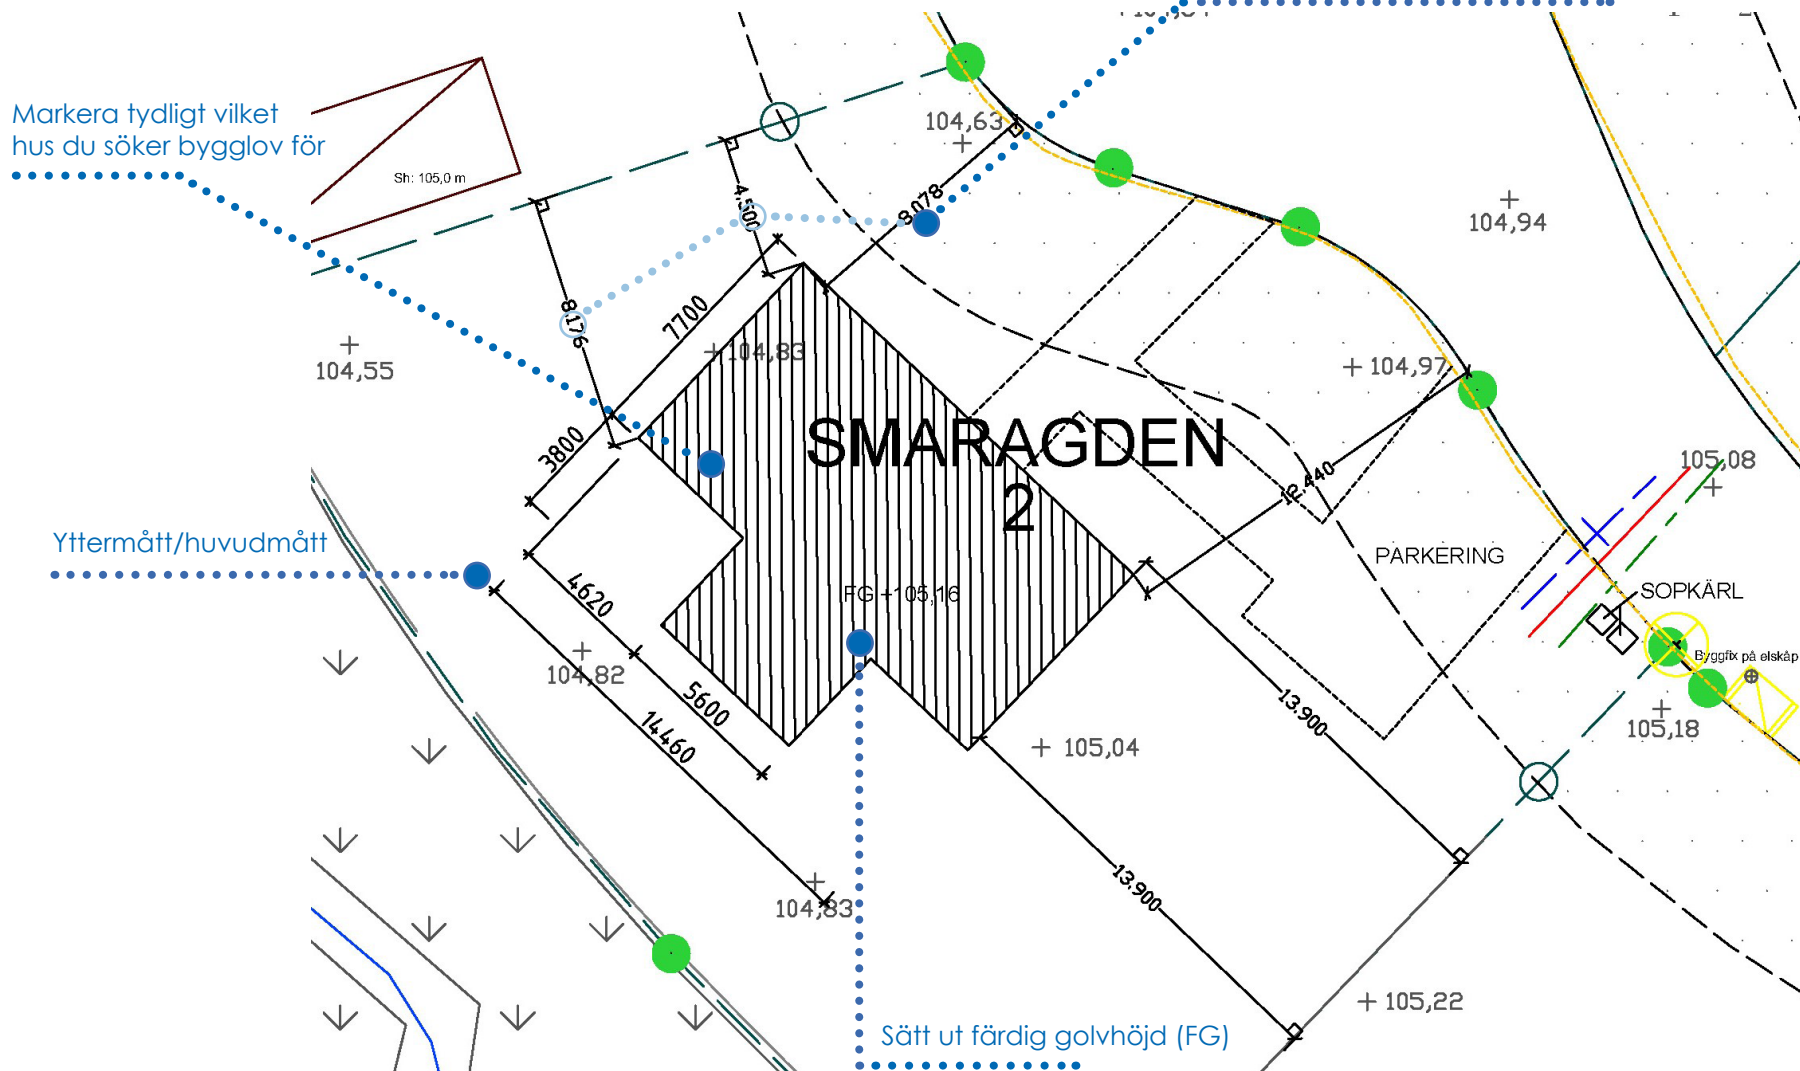 Markera tydligt vilket
hus du söker bygglov för
Sh: 105,0 m
104,63
4.500
8.078
104,94
8.176
7700
104,83
104,55
104,97
3800
SMARAGDEN
2
12.440
105,08
Yttermått/huvudmått
PARKERING
4620
FG +105,16
SOPKÄRL
Byggfix på elskåp
104,82
5600
14460
13.900
105,18
105,04
13.900
104,83
105,22
Sätt ut färdig golvhöjd (FG)